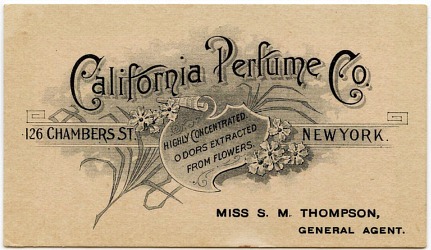 California Perfume Co.
126 CHAMBERS ST. NEW YORK.
HIGHLY CONCENTRATED
ODORS EXTRACTED
FROM FLOWERS.
MISS S. M. THOMPSON,
GENERAL AGENT.